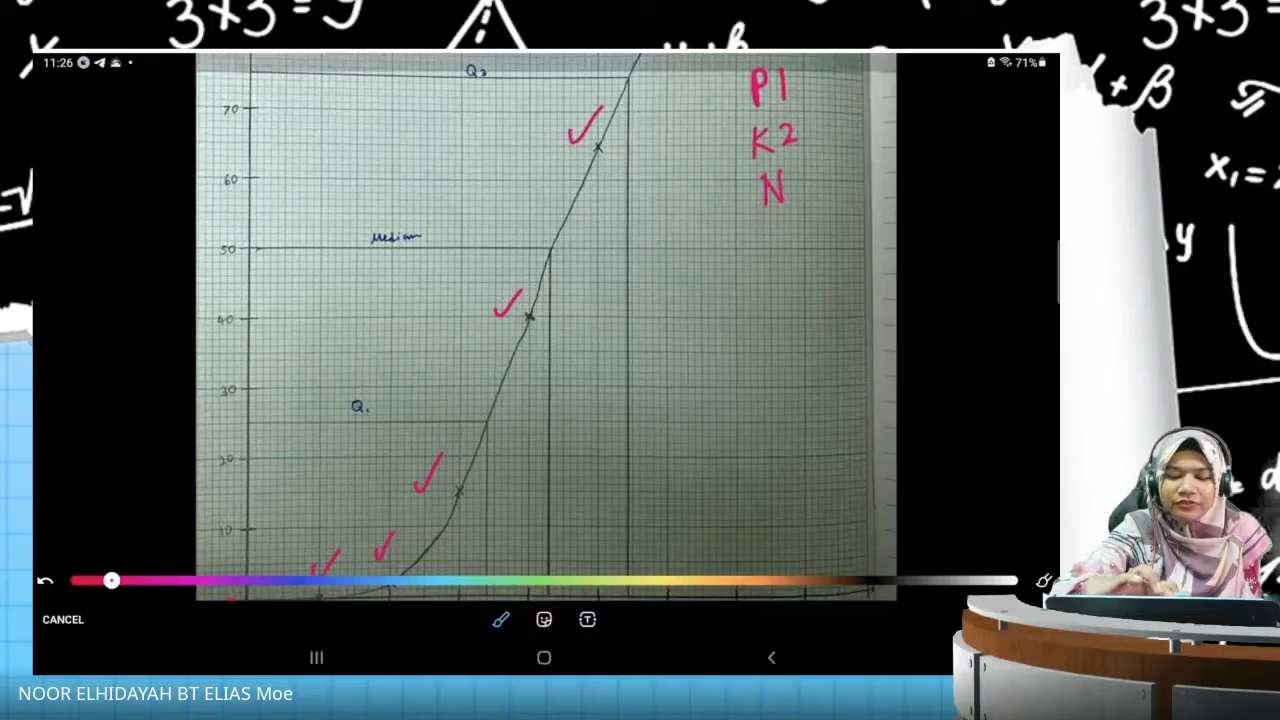 3×3=9
3×3=
11:26
71%
Q₃
P1
70
K2
60
N
Median
50
40
30
Q₁
20
10
+β
x₁=
y
CANCEL
T
NOOR ELHIDAYAH BT ELIAS Moe